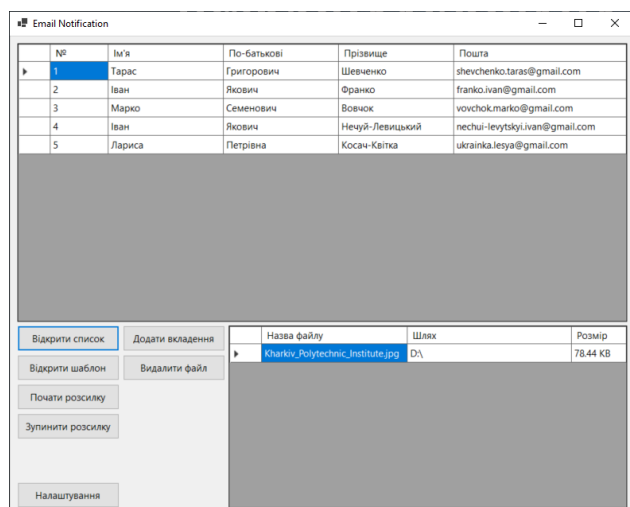 Email Notification
№ Ім'я По-батькові Прізвище Пошта
1 Тарас Григорович Шевченко shevchenko.taras@gmail.com
2 Іван Якович Франко franko.ivan@gmail.com
3 Марко Семенович Вовчок vovchok.marko@gmail.com
4 Іван Якович Нечуй-Левицький nechui-levytskyi.ivan@gmail.com
5 Лариса Петрівна Косач-Квітка ukrainka.lesya@gmail.com
Відкрити список Додати вкладення
Відкрити шаблон Видалити файл
Почати розсилку
Зупинити розсилку
Налаштування
Назва файлу Шлях Розмір
Kharkiv_Polytechnic_Institute.jpg D:\ 78.44 KB